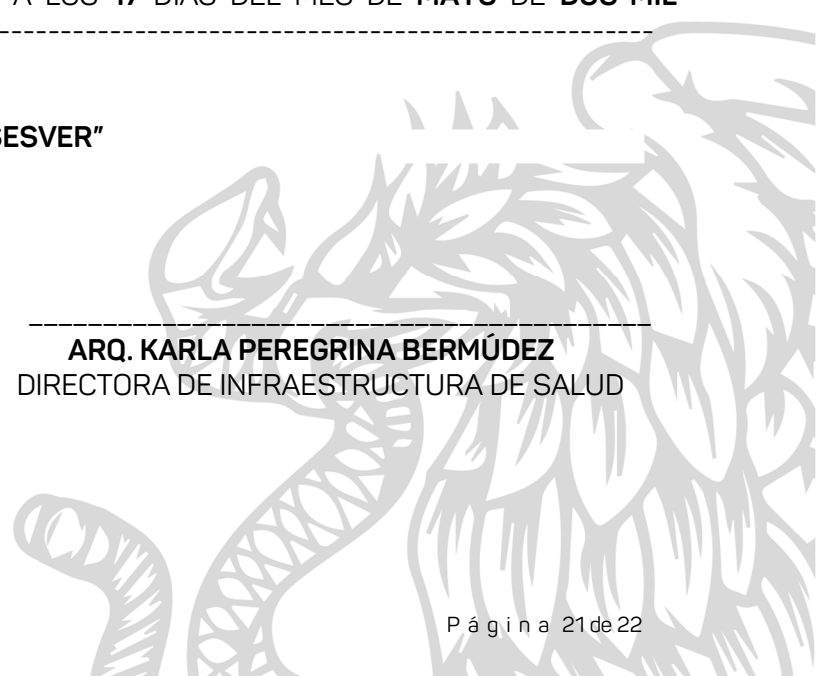 A LOS 17 DÍAS DEL MES DE MAYO DE DOS MIL
SESVER”
ARQ. KARLA PEREGRINA BERMÚDEZ
DIRECTORA DE INFRAESTRUCTURA DE SALUD
Página 21 de 22